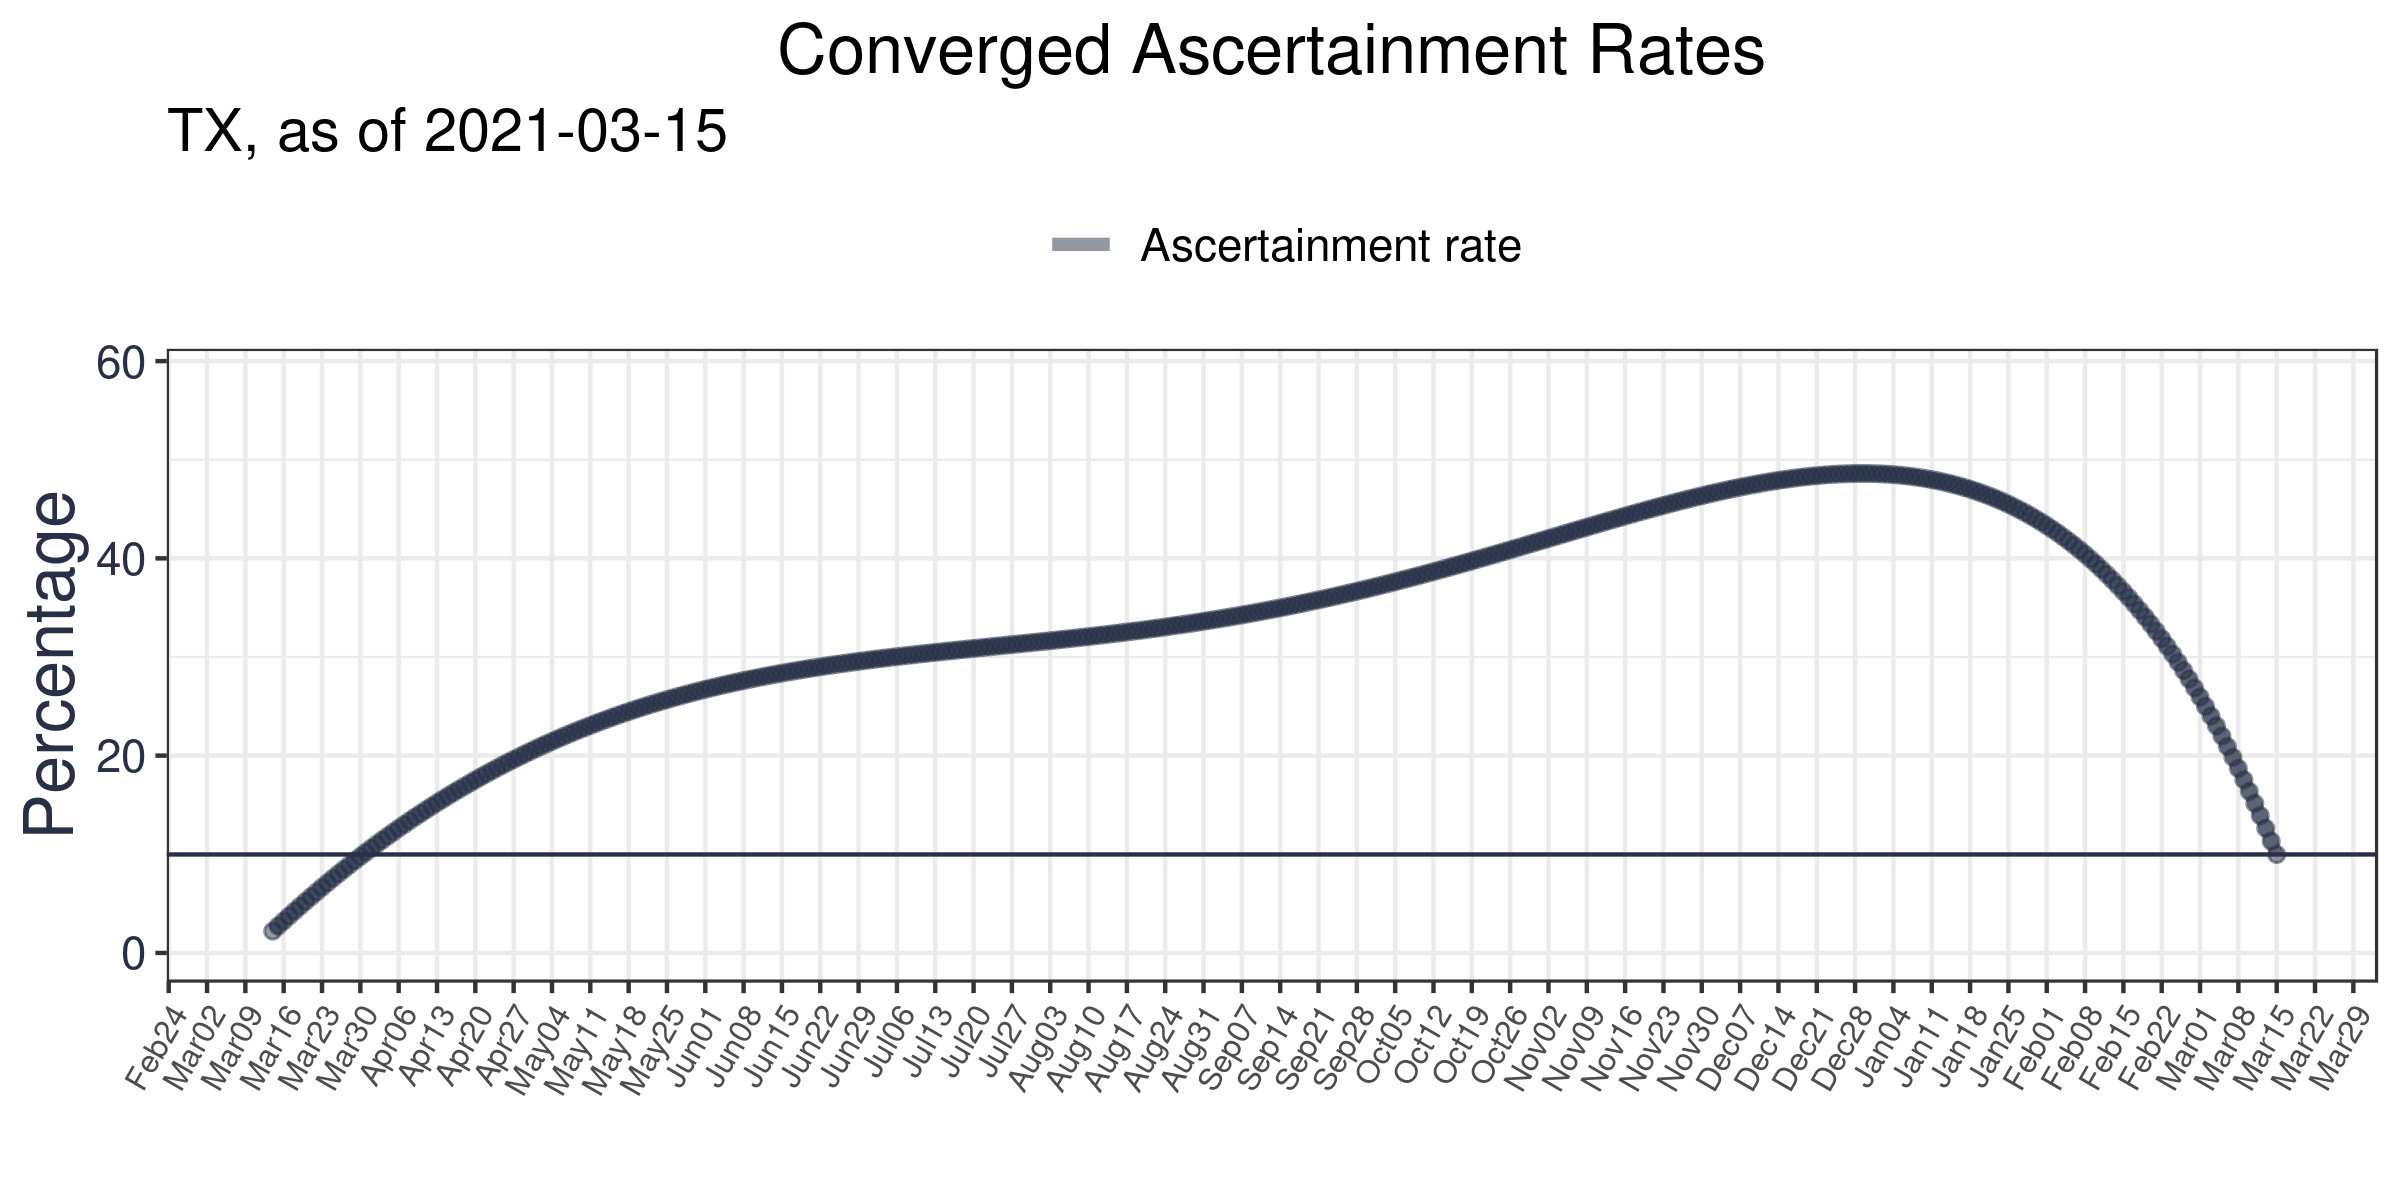 Converged Ascertainment Rates
TX, as of 2021-03-15
Ascertainment rate
Percentage
60
40
20
0
Feb24
Mar02
Mar09
Mar16
Mar23
Mar30
Apr06
Apr13
Apr20
Apr27
May04
May11
May18
May25
Jun01
Jun08
Jun15
Jun22
Jun29
Jul06
Jul13
Jul20
Jul27
Aug03
Aug10
Aug17
Aug24
Aug31
Sep07
Sep14
Sep21
Sep28
Oct05
Oct12
Oct19
Oct26
Nov02
Nov09
Nov16
Nov23
Nov30
Dec07
Dec14
Dec21
Dec28
Jan04
Jan11
Jan18
Jan25
Feb01
Feb08
Feb15
Feb22
Mar01
Mar08
Mar15
Mar22
Mar29